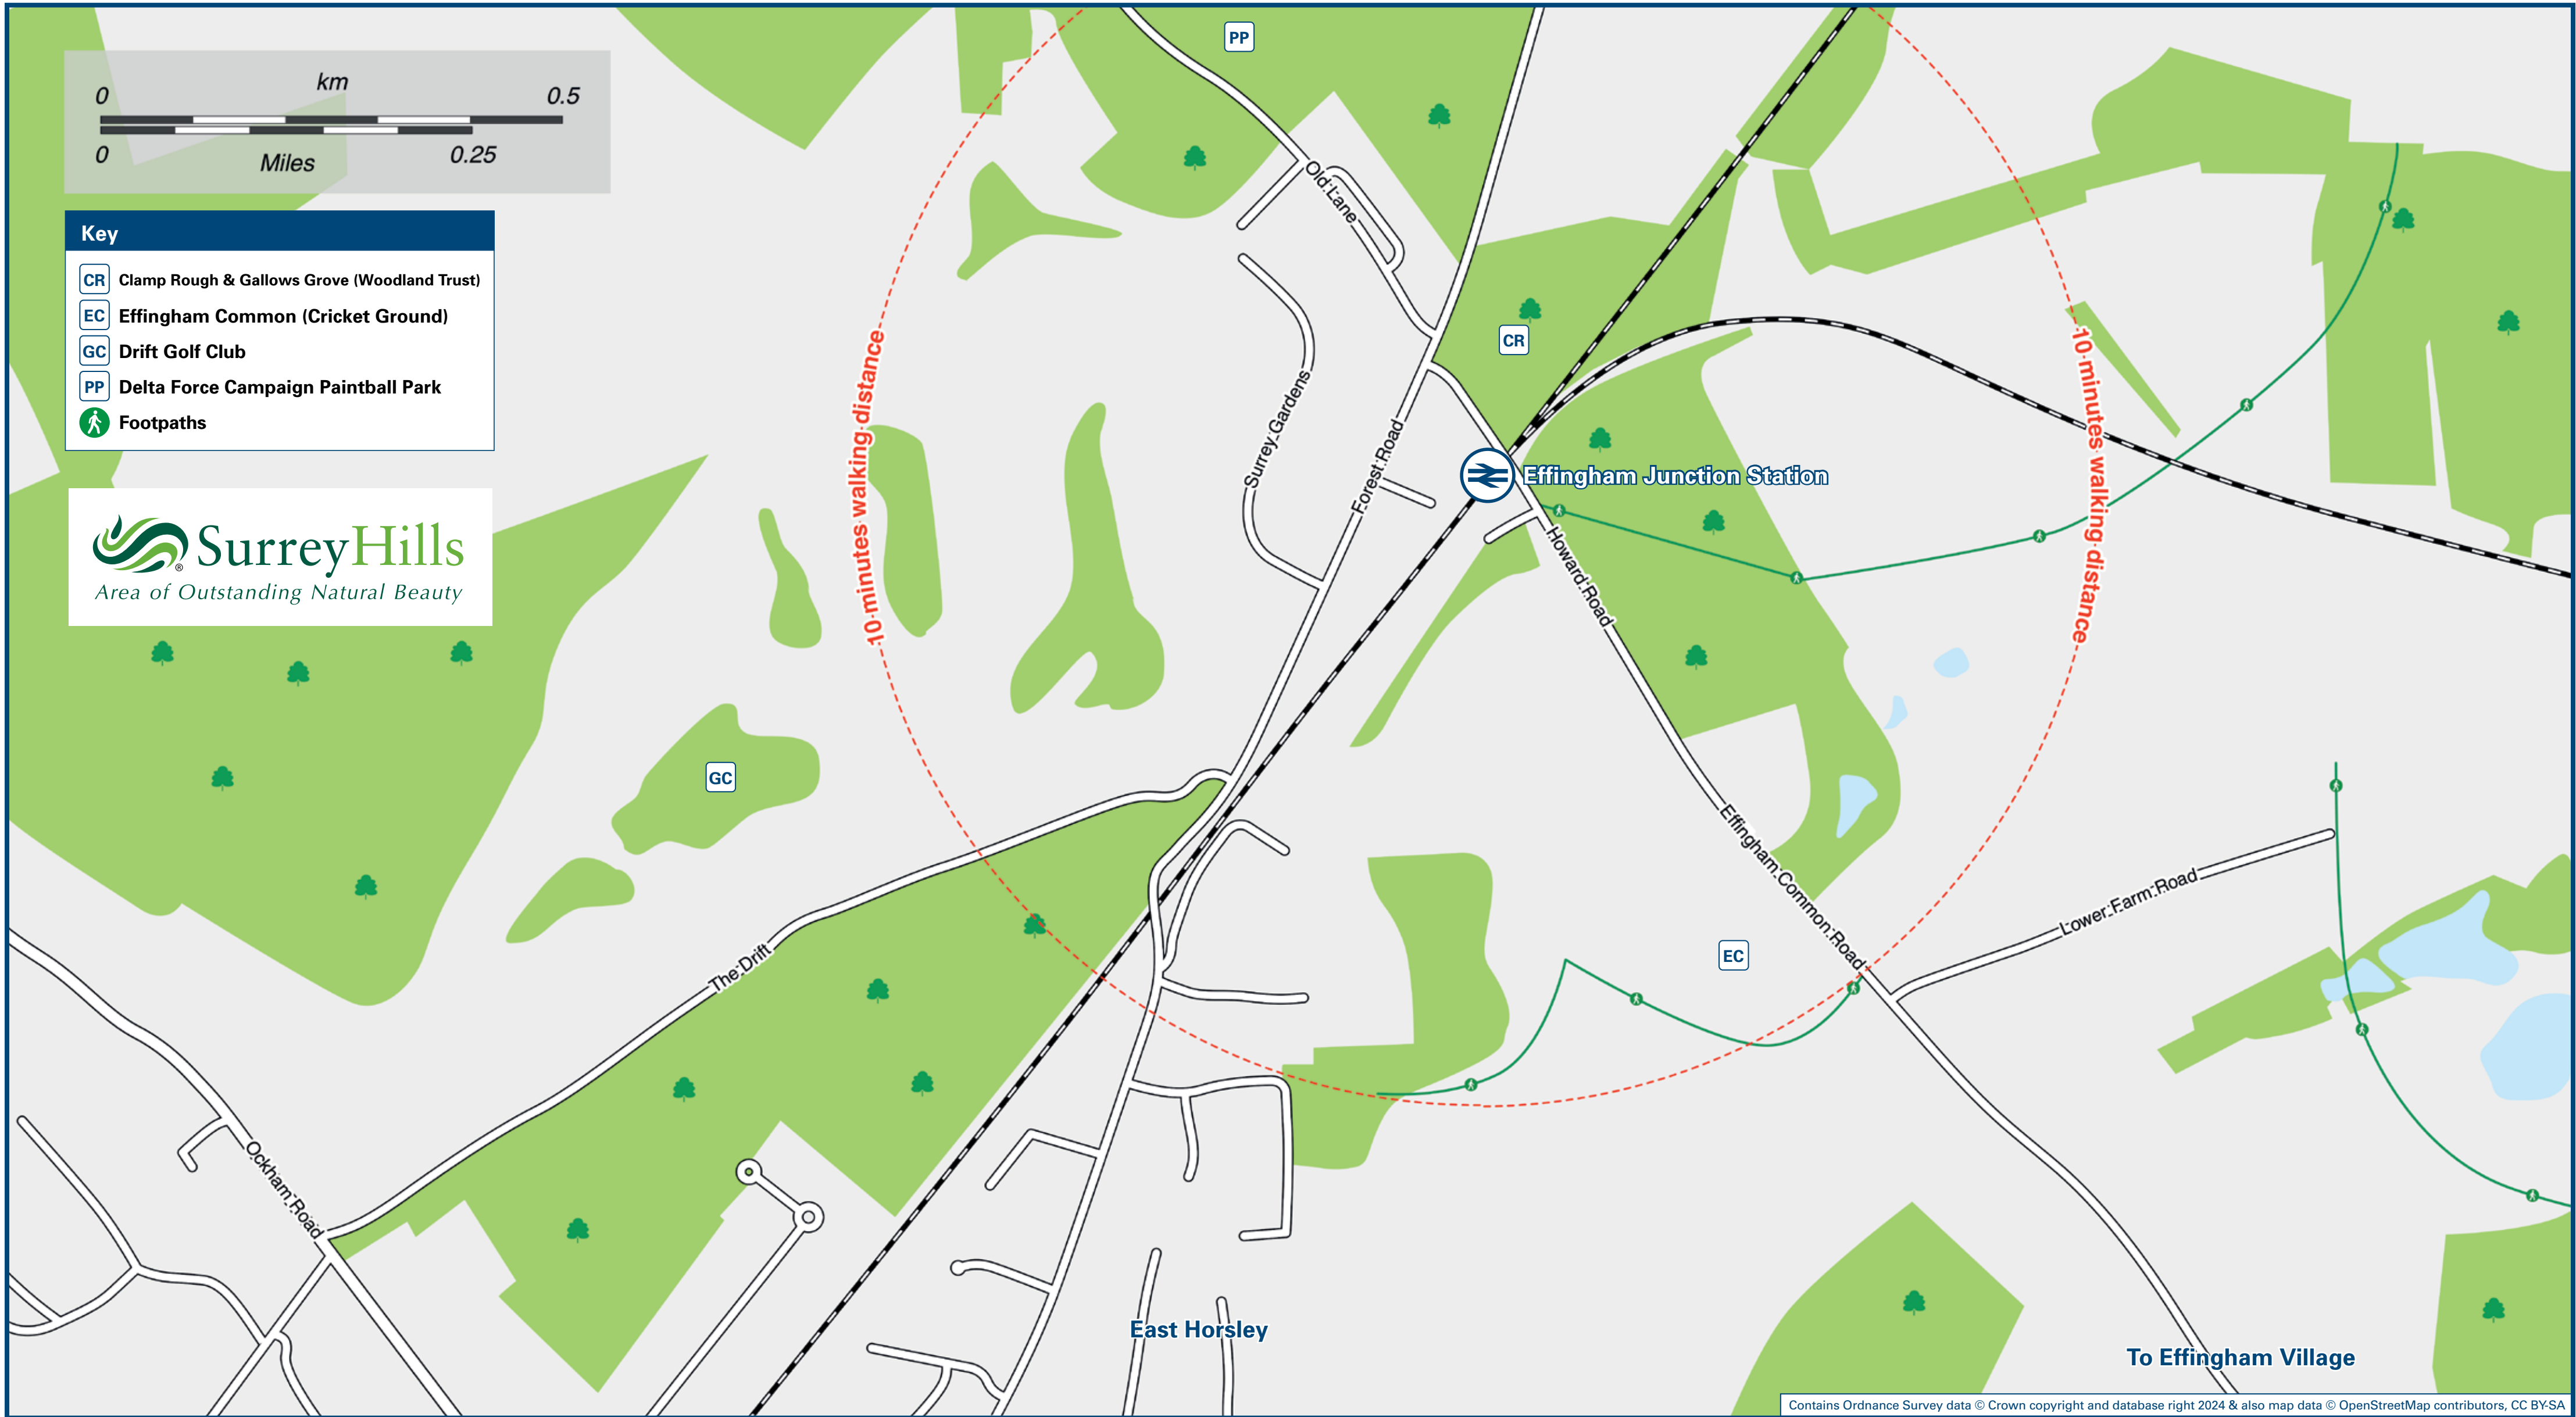 km
0 0.5
0 0.25
Miles
Key
CR Clamp Rough & Gallows Grove (Woodland Trust)
EC Effingham Common (Cricket Ground)
GC Drift Golf Club
PP Delta Force Campaign Paintball Park
Footpaths
SurreyHills®
Area of Outstanding Natural Beauty
PP
Old Lane
CR
10 minutes walking distance
10 minutes walking distance
Surrey Gardens
Forest Road
Effingham Junction Station
Howard Road
GC
Effingham Common Road
Lower Farm Road
EC
The Drift
Ockham Road
East Horsley
To Effingham Village
Contains Ordnance Survey data © Crown copyright and database right 2024 & also map data © OpenStreetMap contributors, CC BY-SA